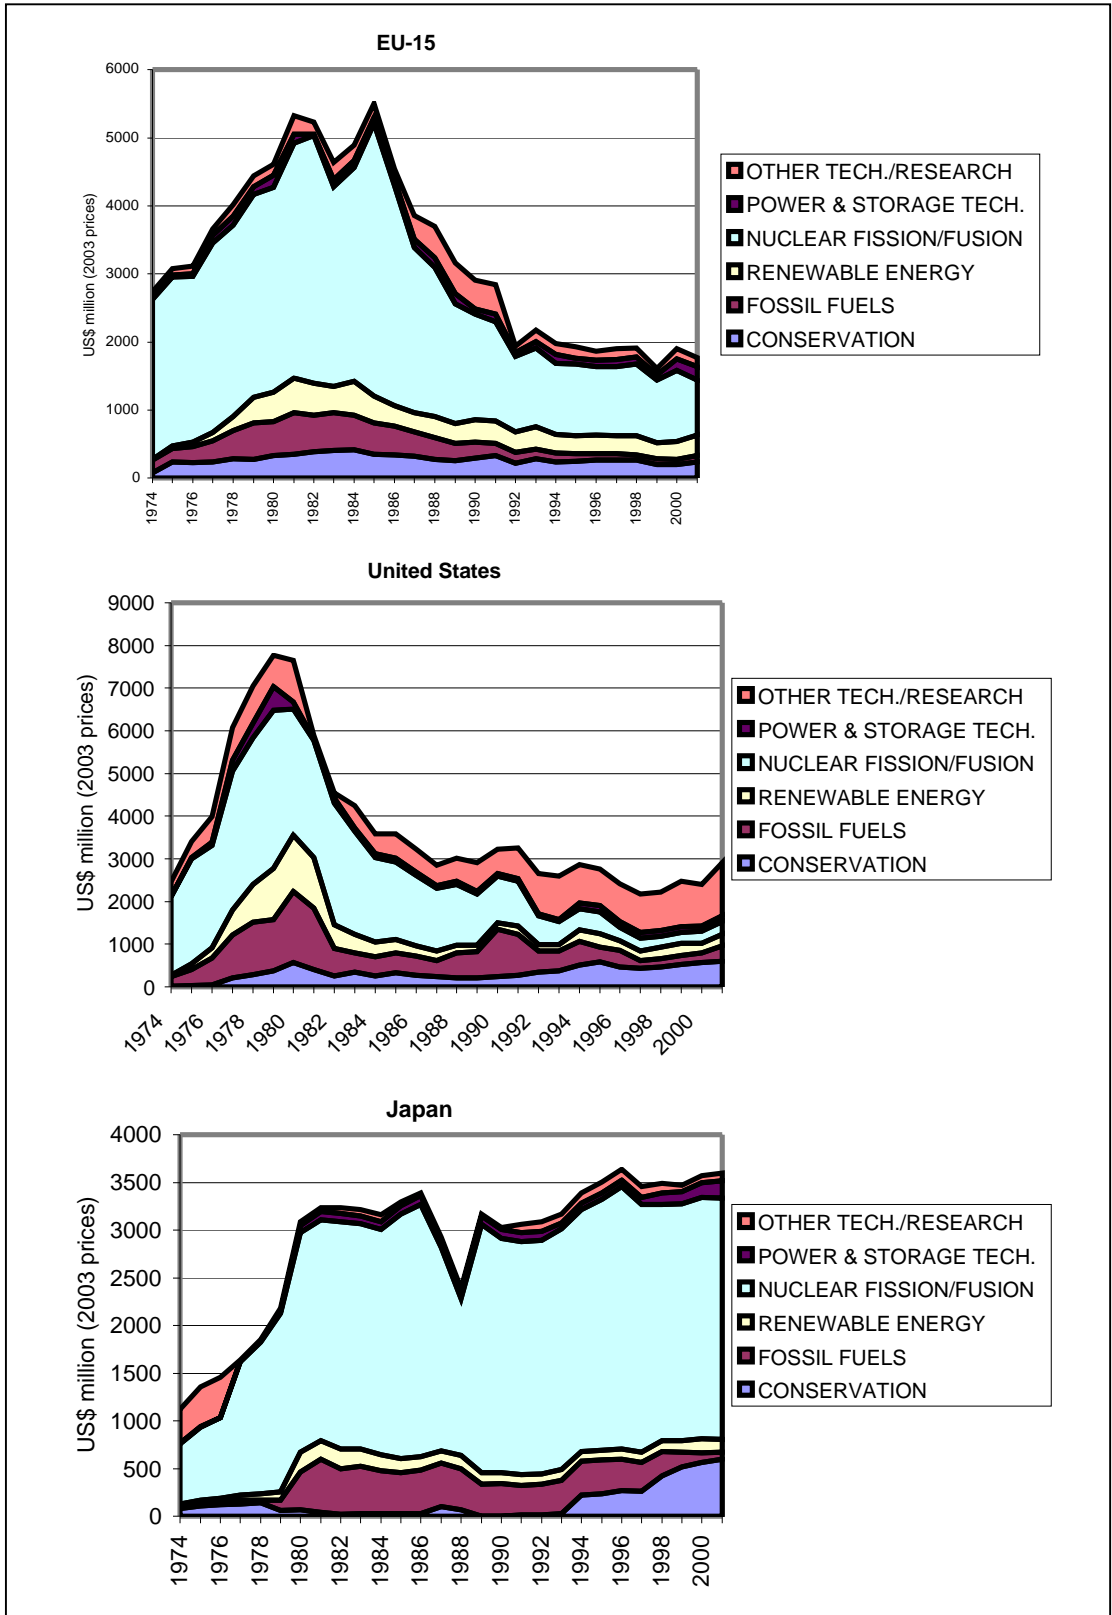 EU-15
6000
5000
4000
3000
2000
1000
0
US$ million (2003 prices)
1974
1976
1978
1980
1982
1984
1986
1988
1990
1992
1994
1996
1998
2000
OTHER TECH./RESEARCH
POWER & STORAGE TECH.
NUCLEAR FISSION/FUSION
RENEWABLE ENERGY
FOSSIL FUELS
CONSERVATION
United States
9000
8000
7000
6000
5000
4000
3000
2000
1000
0
US$ million (2003 prices)
1974
1976
1978
1980
1982
1984
1986
1988
1990
1992
1994
1996
1998
2000
OTHER TECH./RESEARCH
POWER & STORAGE TECH.
NUCLEAR FISSION/FUSION
RENEWABLE ENERGY
FOSSIL FUELS
CONSERVATION
Japan
4000
3500
3000
2500
2000
1500
1000
500
0
US$ million (2003 prices)
1974
1976
1978
1980
1982
1984
1986
1988
1990
1992
1994
1996
1998
2000
OTHER TECH./RESEARCH
POWER & STORAGE TECH.
NUCLEAR FISSION/FUSION
RENEWABLE ENERGY
FOSSIL FUELS
CONSERVATION